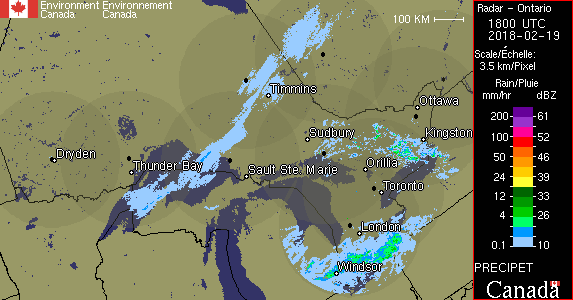 Environment Environnement
Canada Canada
100 KM
Timmins
Ottawa
Sudbury
Kingston
Dryden
Thunder Bay
Sault Ste. Marie
Orillia
Toronto
London
Windsor
Radar - Ontario
1800 UTC
2018-02-19
Scale/Échelle:
3.5 km/Pixel
Rain/Pluie
mm/hr dBZ
200 61
100 52
50 46
24 39
12 33
4 26
0.1 10
PRECIPET
Canada